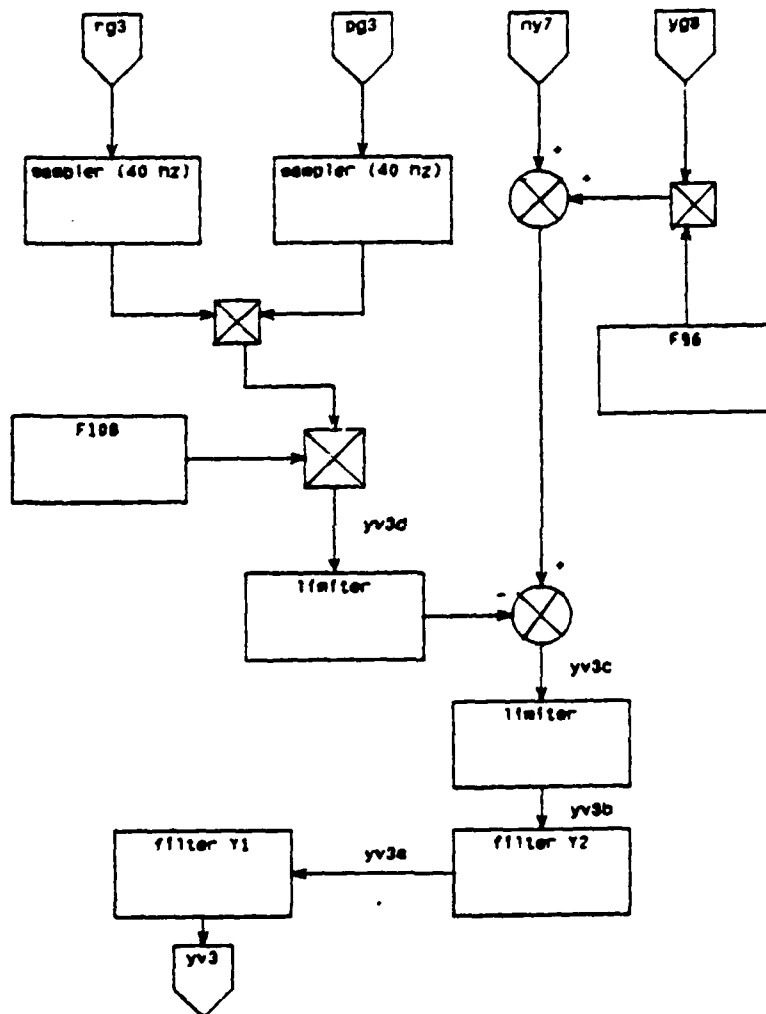 rg3
pg3
ny7
yg8
sampler (40 hz)
sampler (40 hz)
+
+
F96
F108
yv3d
+
limiter
-
yv3c
limiter
yv3b
filter Y1
yv3a
filter Y2
yv3